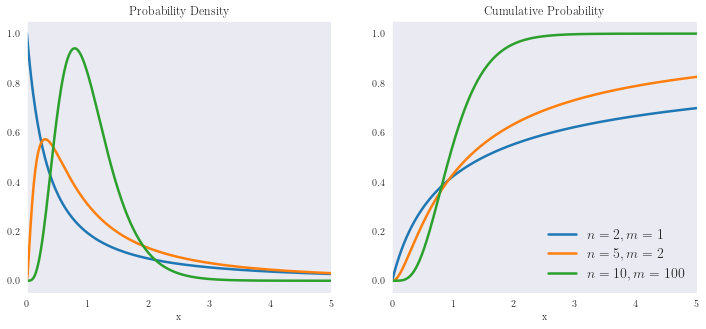 Probability Density
1.0
0.8
0.6
0.4
0.2
0.0
0 1 2 3 4 5
x
Cumulative Probability
1.0
0.8
0.6
0.4
0.2
0.0
n = 2, m = 1
n = 5, m = 2
n = 10, m = 100
0 1 2 3 4 5
x